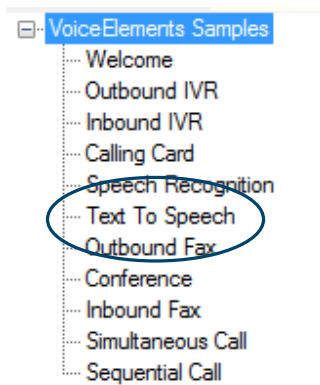 VoiceElements Samples
Welcome
Outbound IVR
Inbound IVR
Calling Card
Speech Recognition
Text To Speech
Outbound Fax
Conference
Inbound Fax
Simultaneous Call
Sequential Call